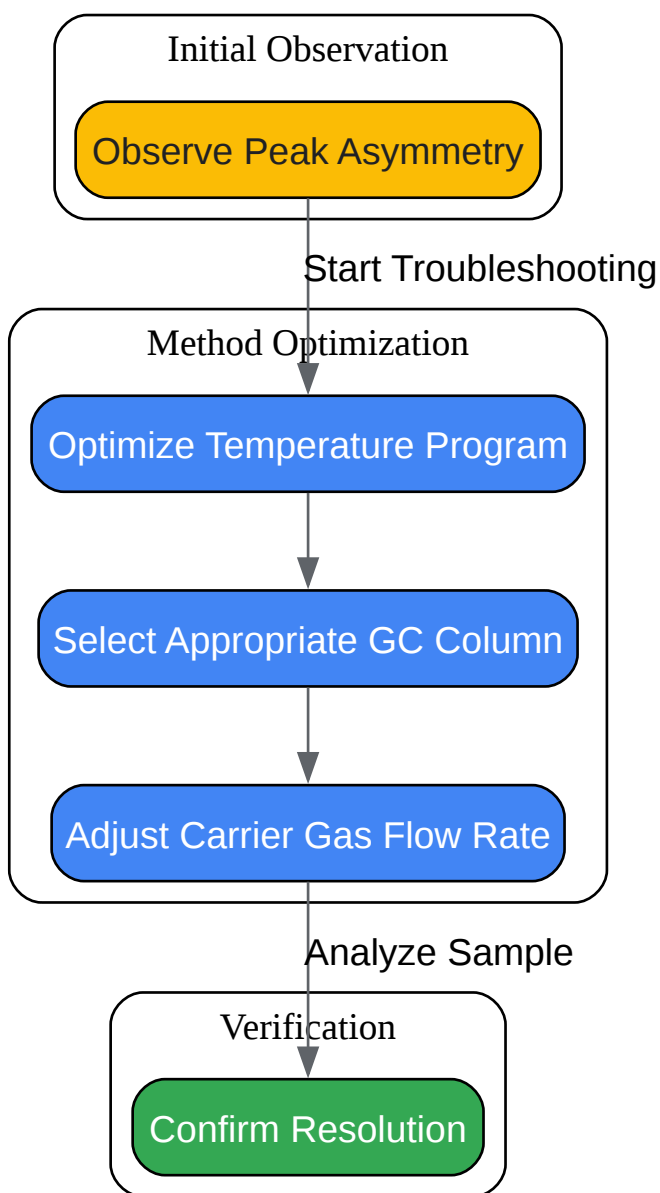 Initial Observation
Observe Peak Asymmetry
Start Troubleshooting
Method Optimization
Optimize Temperature Program
Select Appropriate GC Column
Adjust Carrier Gas Flow Rate
Analyze Sample
Verification
Confirm Resolution